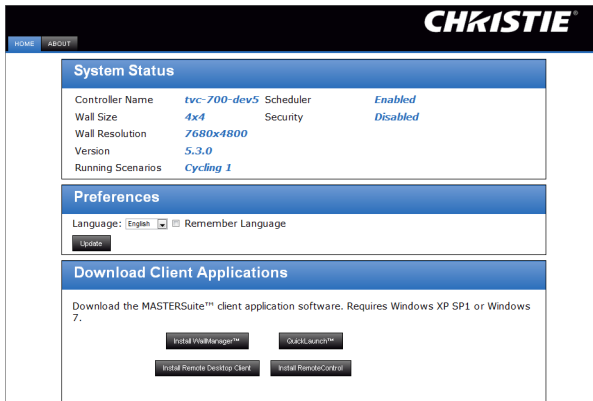 CHRISTIE®
HOME ABOUT
System Status
Controller Name tvc-700-dev5 Scheduler Enabled
Wall Size 4x4 Security Disabled
Wall Resolution 7680x4800
Version 5.3.0
Running Scenarios Cycling 1
Preferences
Language: English Remember Language
Update
Download Client Applications
Download the MASTERSuite™ client application software. Requires Windows XP SP1 or Windows
7.
Install WallManager™ QuickLaunch™
Install Remote Desktop Client Install RemoteControl